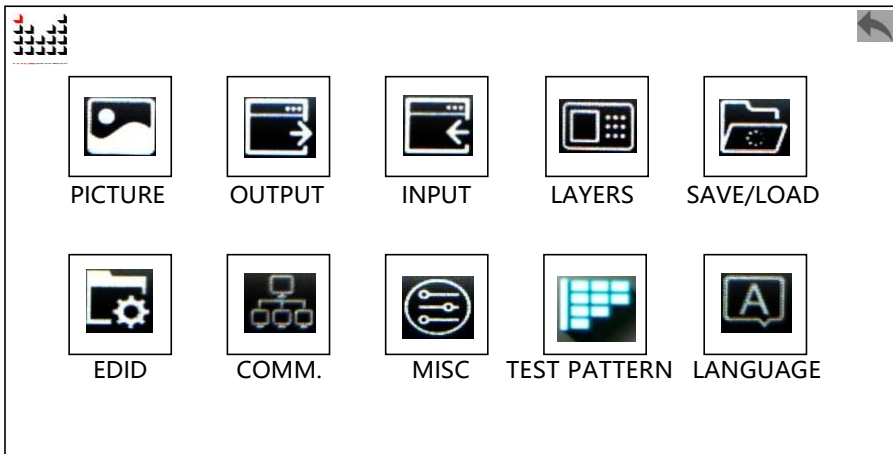 PICTURE OUTPUT INPUT LAYERS SAVE/LOAD
EDID COMM. MISC TEST PATTERN LANGUAGE